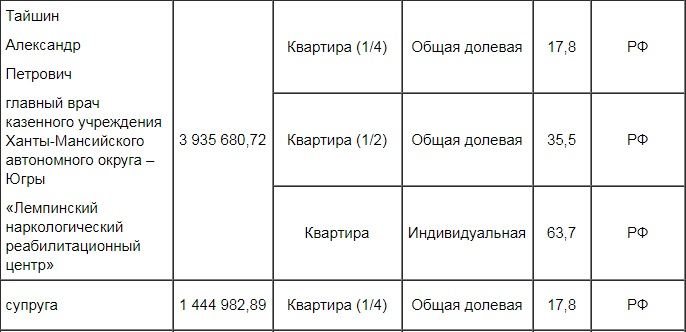 Тайшин
Александр
Петрович
главный врач
казенного учреждения
Ханты-Мансийского
автономного округа –
Югры
«Лемпинский
наркологический
реабилитационный
центр»
3 935 680,72
Квартира (1/4) Общая долевая 17,8 РФ
Квартира (1/2) Общая долевая 35,5 РФ
Квартира Индивидуальная 63,7 РФ
супруга 1 444 982,89 Квартира (1/4) Общая долевая 17,8 РФ